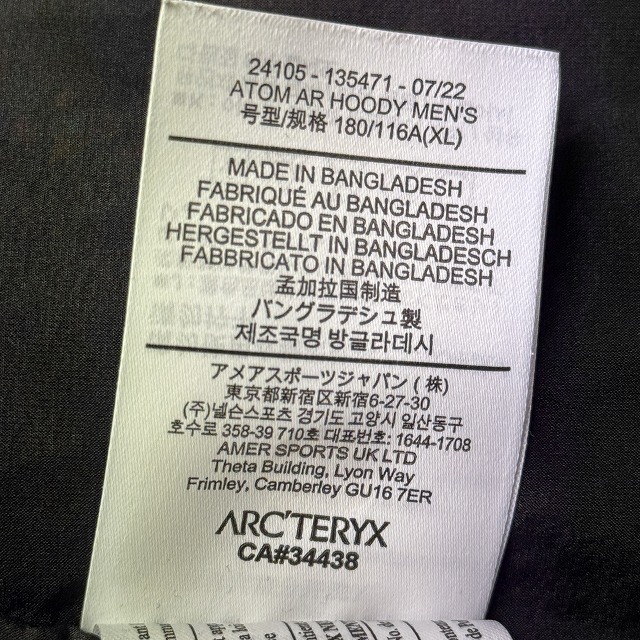 24105 - 135471 - 07/22
ATOM AR HOODY MEN'S
号型/规格 180/116A(XL)
MADE IN BANGLADESH
FABRIQUÉ AU BANGLADESH
FABRICADO EN BANGLADESH
HERGESTELLT IN BANGLADESCH
FABBRICATO IN BANGLADESH
孟加拉国制造
バングラデシュ製
제조국명 방글라데시
アメアスポーツジャパン (株)
東京都新宿区新宿6-27-30
(주)넬슨스포츠 경기도 고양시 일산동구
호수로 358-39 710호 대표번호: 1644-1708
AMER SPORTS UK LTD
Theta Building, Lyon Way
Frimley, Camberley GU16 7ER
ARC'TERYX
CA#34438